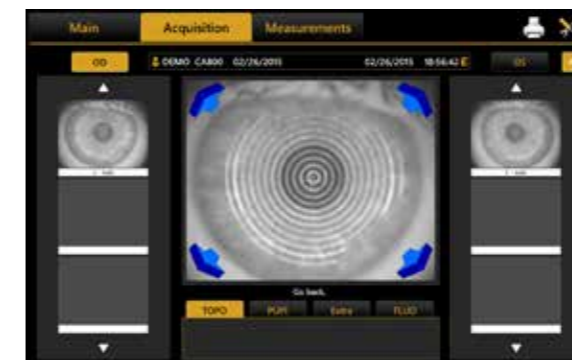 Main Acquisition Measurements
OD DEMO CA800 02/26/2015 02/26/2015 18:56:42 OS
Go back.
TOPO PUPI Extra FLUO